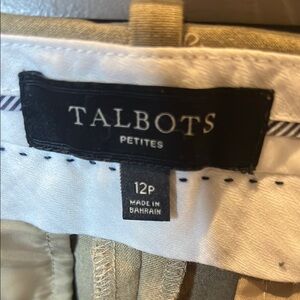 TALBOTS
PETITES
12P
MADE IN
BAHRAIN